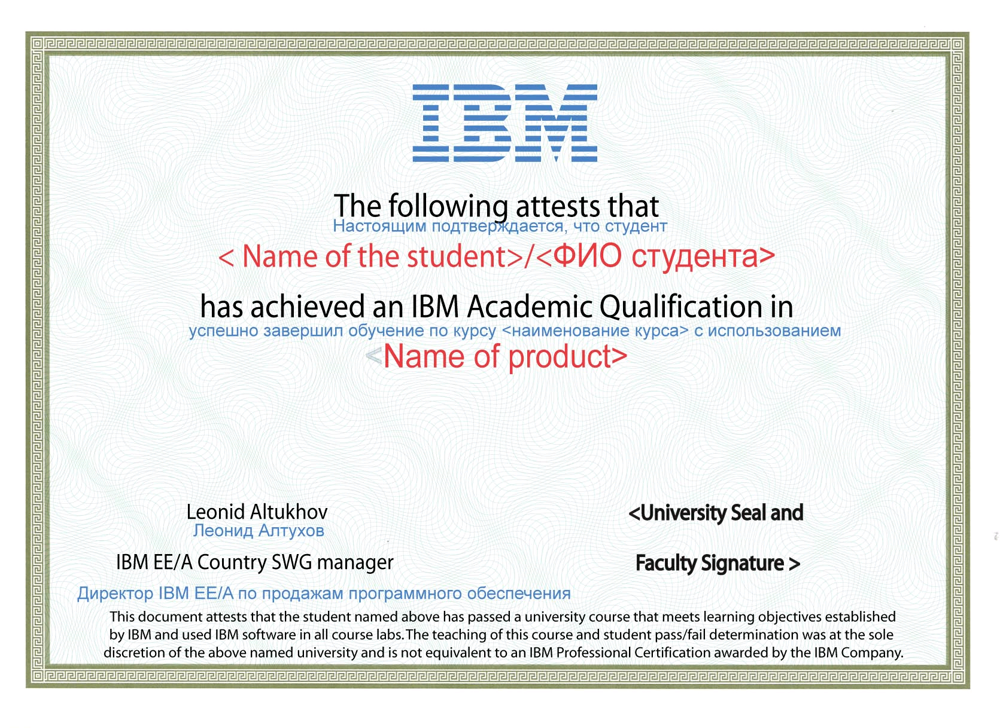 IBM
The following attests that
Настоящим подтверждается, что студент
< Name of the student>/<ФИО студента>
has achieved an IBM Academic Qualification in
успешно завершил обучение по курсу <наименование курса> с использованием
<Name of product>
Leonid Altukhov
Леонид Алтухов
<University Seal and
IBM EE/A Country SWG manager
Faculty Signature >
Директор IBM EE/A по продажам программного обеспечения
This document attests that the student named above has passed a university course that meets learning objectives established
by IBM and used IBM software in all course labs. The teaching of this course and student pass/fail determination was at the sole
discretion of the above named university and is not equivalent to an IBM Professional Certification awarded by the IBM Company.